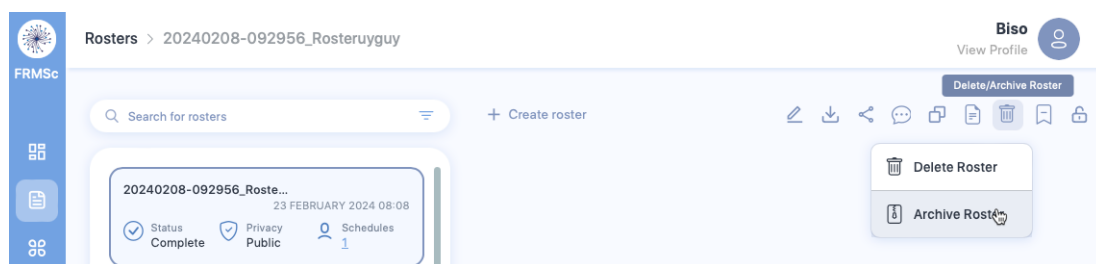 Biso
Rosters > 20240208-092956_Rosteruyguy
View Profile
FRMSc
Delete/Archive Roster
Search for rosters
+ Create roster
Delete Roster
20240208-092956_Roste...
23 FEBRUARY 2024 08:08
Archive Roster
Status
Complete
Privacy
Public
Schedules
1